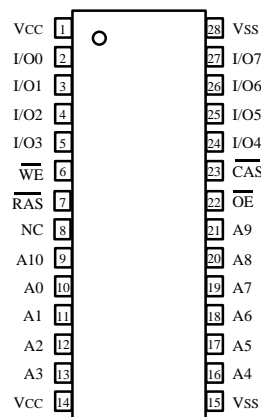 VCC 1 28 VSS
I/O0 2 27 I/O7
I/O1 3 26 I/O6
I/O2 4 25 I/O5
I/O3 5 24 I/O4
WE 6 23 CAS
RAS 7 22 OE
NC 8 21 A9
A10 9 20 A8
A0 10 19 A7
A1 11 18 A6
A2 12 17 A5
A3 13 16 A4
VCC 14 15 VSS